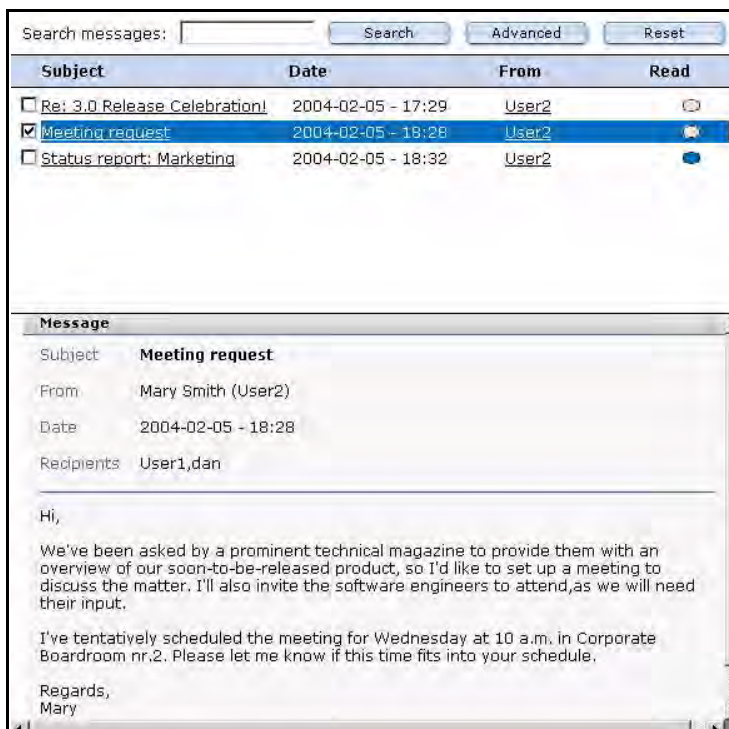 Search messages: Search Advanced Reset
Subject Date From Read
Re: 3.0 Release Celebration! 2004-02-05 - 17:29 User2
Meeting request 2004-02-05 - 18:28 User2
Status report: Marketing 2004-02-05 - 18:32 User2
Message
Subject Meeting request
From Mary Smith (User2)
Date 2004-02-05 - 18:28
Recipients User1,dan
Hi,
We've been asked by a prominent technical magazine to provide them with an
overview of our soon-to-be-released product, so I'd like to set up a meeting to
discuss the matter. I'll also invite the software engineers to attend,as we will need
their input.
I've tentatively scheduled the meeting for Wednesday at 10 a.m. in Corporate
Boardroom nr.2. Please let me know if this time fits into your schedule.
Regards,
Mary